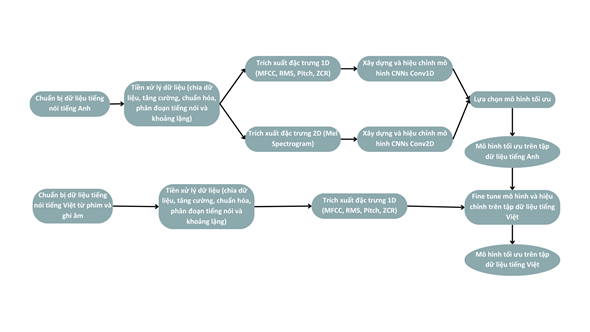 Chuẩn bị dữ liệu tiếng
nói tiếng Anh
Tiền xử lý dữ liệu (chia dữ
liệu, tăng cường, chuẩn hóa,
phân đoạn tiếng nói và
khoảng lặng)
Trích xuất đặc trưng 1D
(MFCC, RMS, Pitch, ZCR)
Xây dựng và hiệu chỉnh mô
hình CNNs Conv1D
Trích xuất đặc trưng 2D (Mel
Spectrogram)
Xây dựng và hiệu chỉnh mô
hình CNNs Conv2D
Lựa chọn mô hình tối ưu
Mô hình tối ưu trên tập
dữ liệu tiếng Anh
Chuẩn bị dữ liệu tiếng
nói tiếng Việt từ phim và
ghi âm
Tiền xử lý dữ liệu (chia dữ
liệu, tăng cường, chuẩn hóa,
phân đoạn tiếng nói và
khoảng lặng)
Trích xuất đặc trưng 1D
(MFCC, RMS, Pitch, ZCR)
Fine tune mô hình và hiệu
chỉnh trên tập dữ liệu tiếng
Việt
Mô hình tối ưu trên tập
dữ liệu tiếng Việt